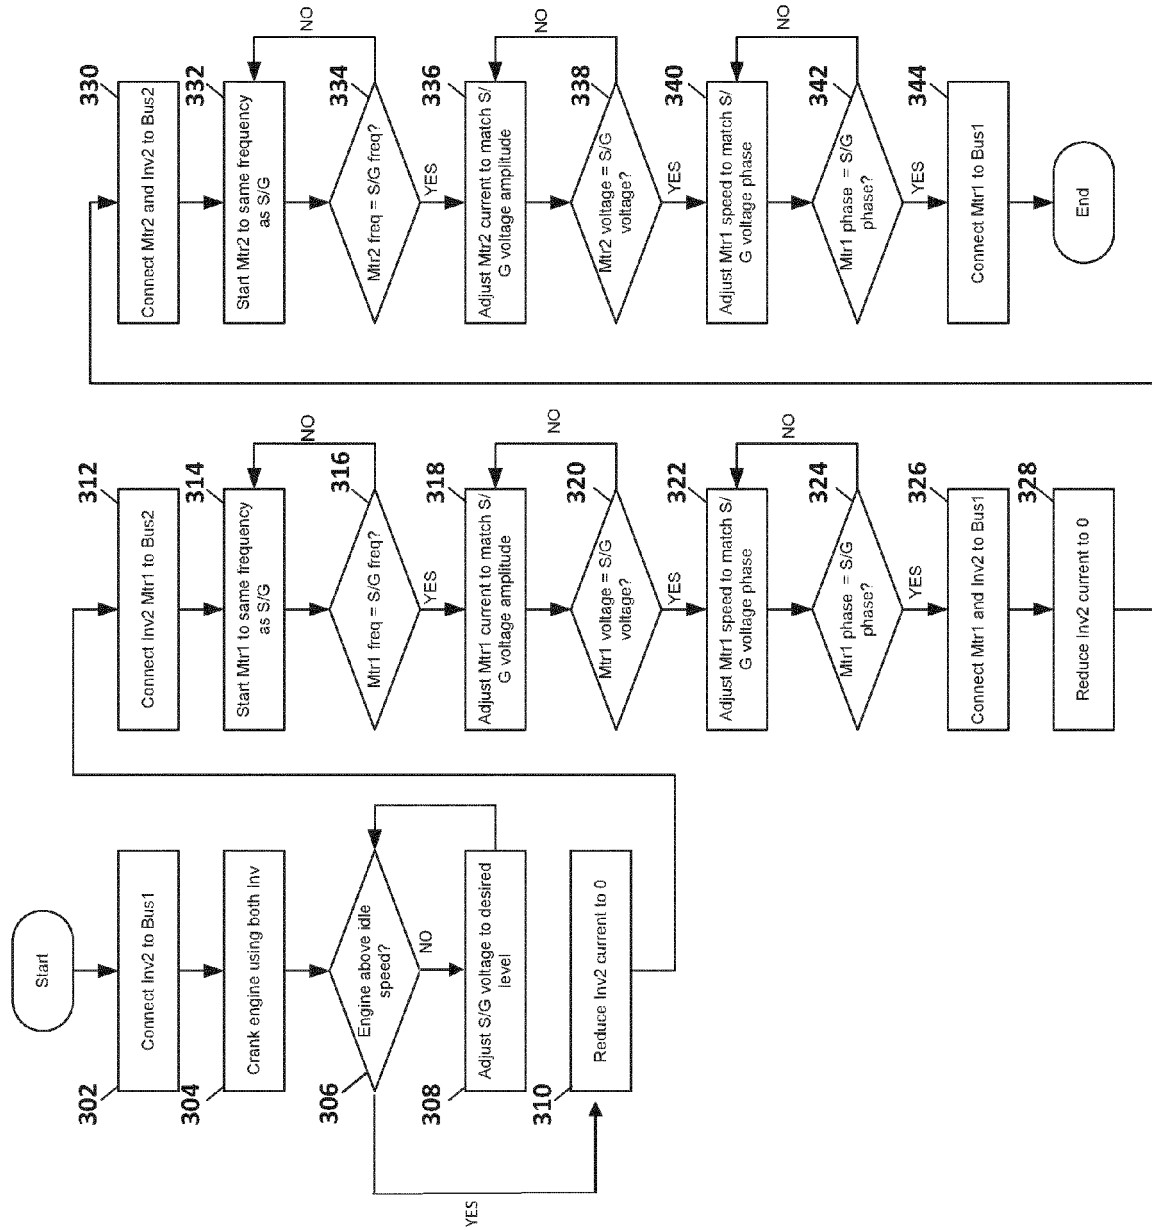 Start
302
Connect Inv2 to Bus1
304
Crank engine using both Inv
306
Engine above idle
speed?
NO
YES
308
Adjust S/G voltage to desired
level
310
Reduce Inv2 current to 0
312
Connect Inv2 Mtr1 to Bus2
314
Start Mtr1 to same frequency
as S/G
316
Mtr1 freq = S/G freq?
NO
YES
318
Adjust Mtr1 current to match S/
G voltage amplitude
320
Mtr1 voltage = S/G
voltage?
NO
YES
322
Adjust Mtr1 speed to match S/
G voltage phase
324
Mtr1 phase = S/G
phase?
NO
YES
326
Connect Mtr1 and Inv2 to Bus1
328
Reduce Inv2 current to 0
330
Connect Mtr2 and Inv2 to Bus2
332
Start Mtr2 to same frequency
as S/G
334
Mtr2 freq = S/G freq?
NO
YES
336
Adjust Mtr2 current to match S/
G voltage amplitude
338
Mtr2 voltage = S/G
voltage?
NO
YES
340
Adjust Mtr1 speed to match S/
G voltage phase
342
Mtr1 phase = S/G
phase?
NO
YES
344
Connect Mtr1 to Bus1
End